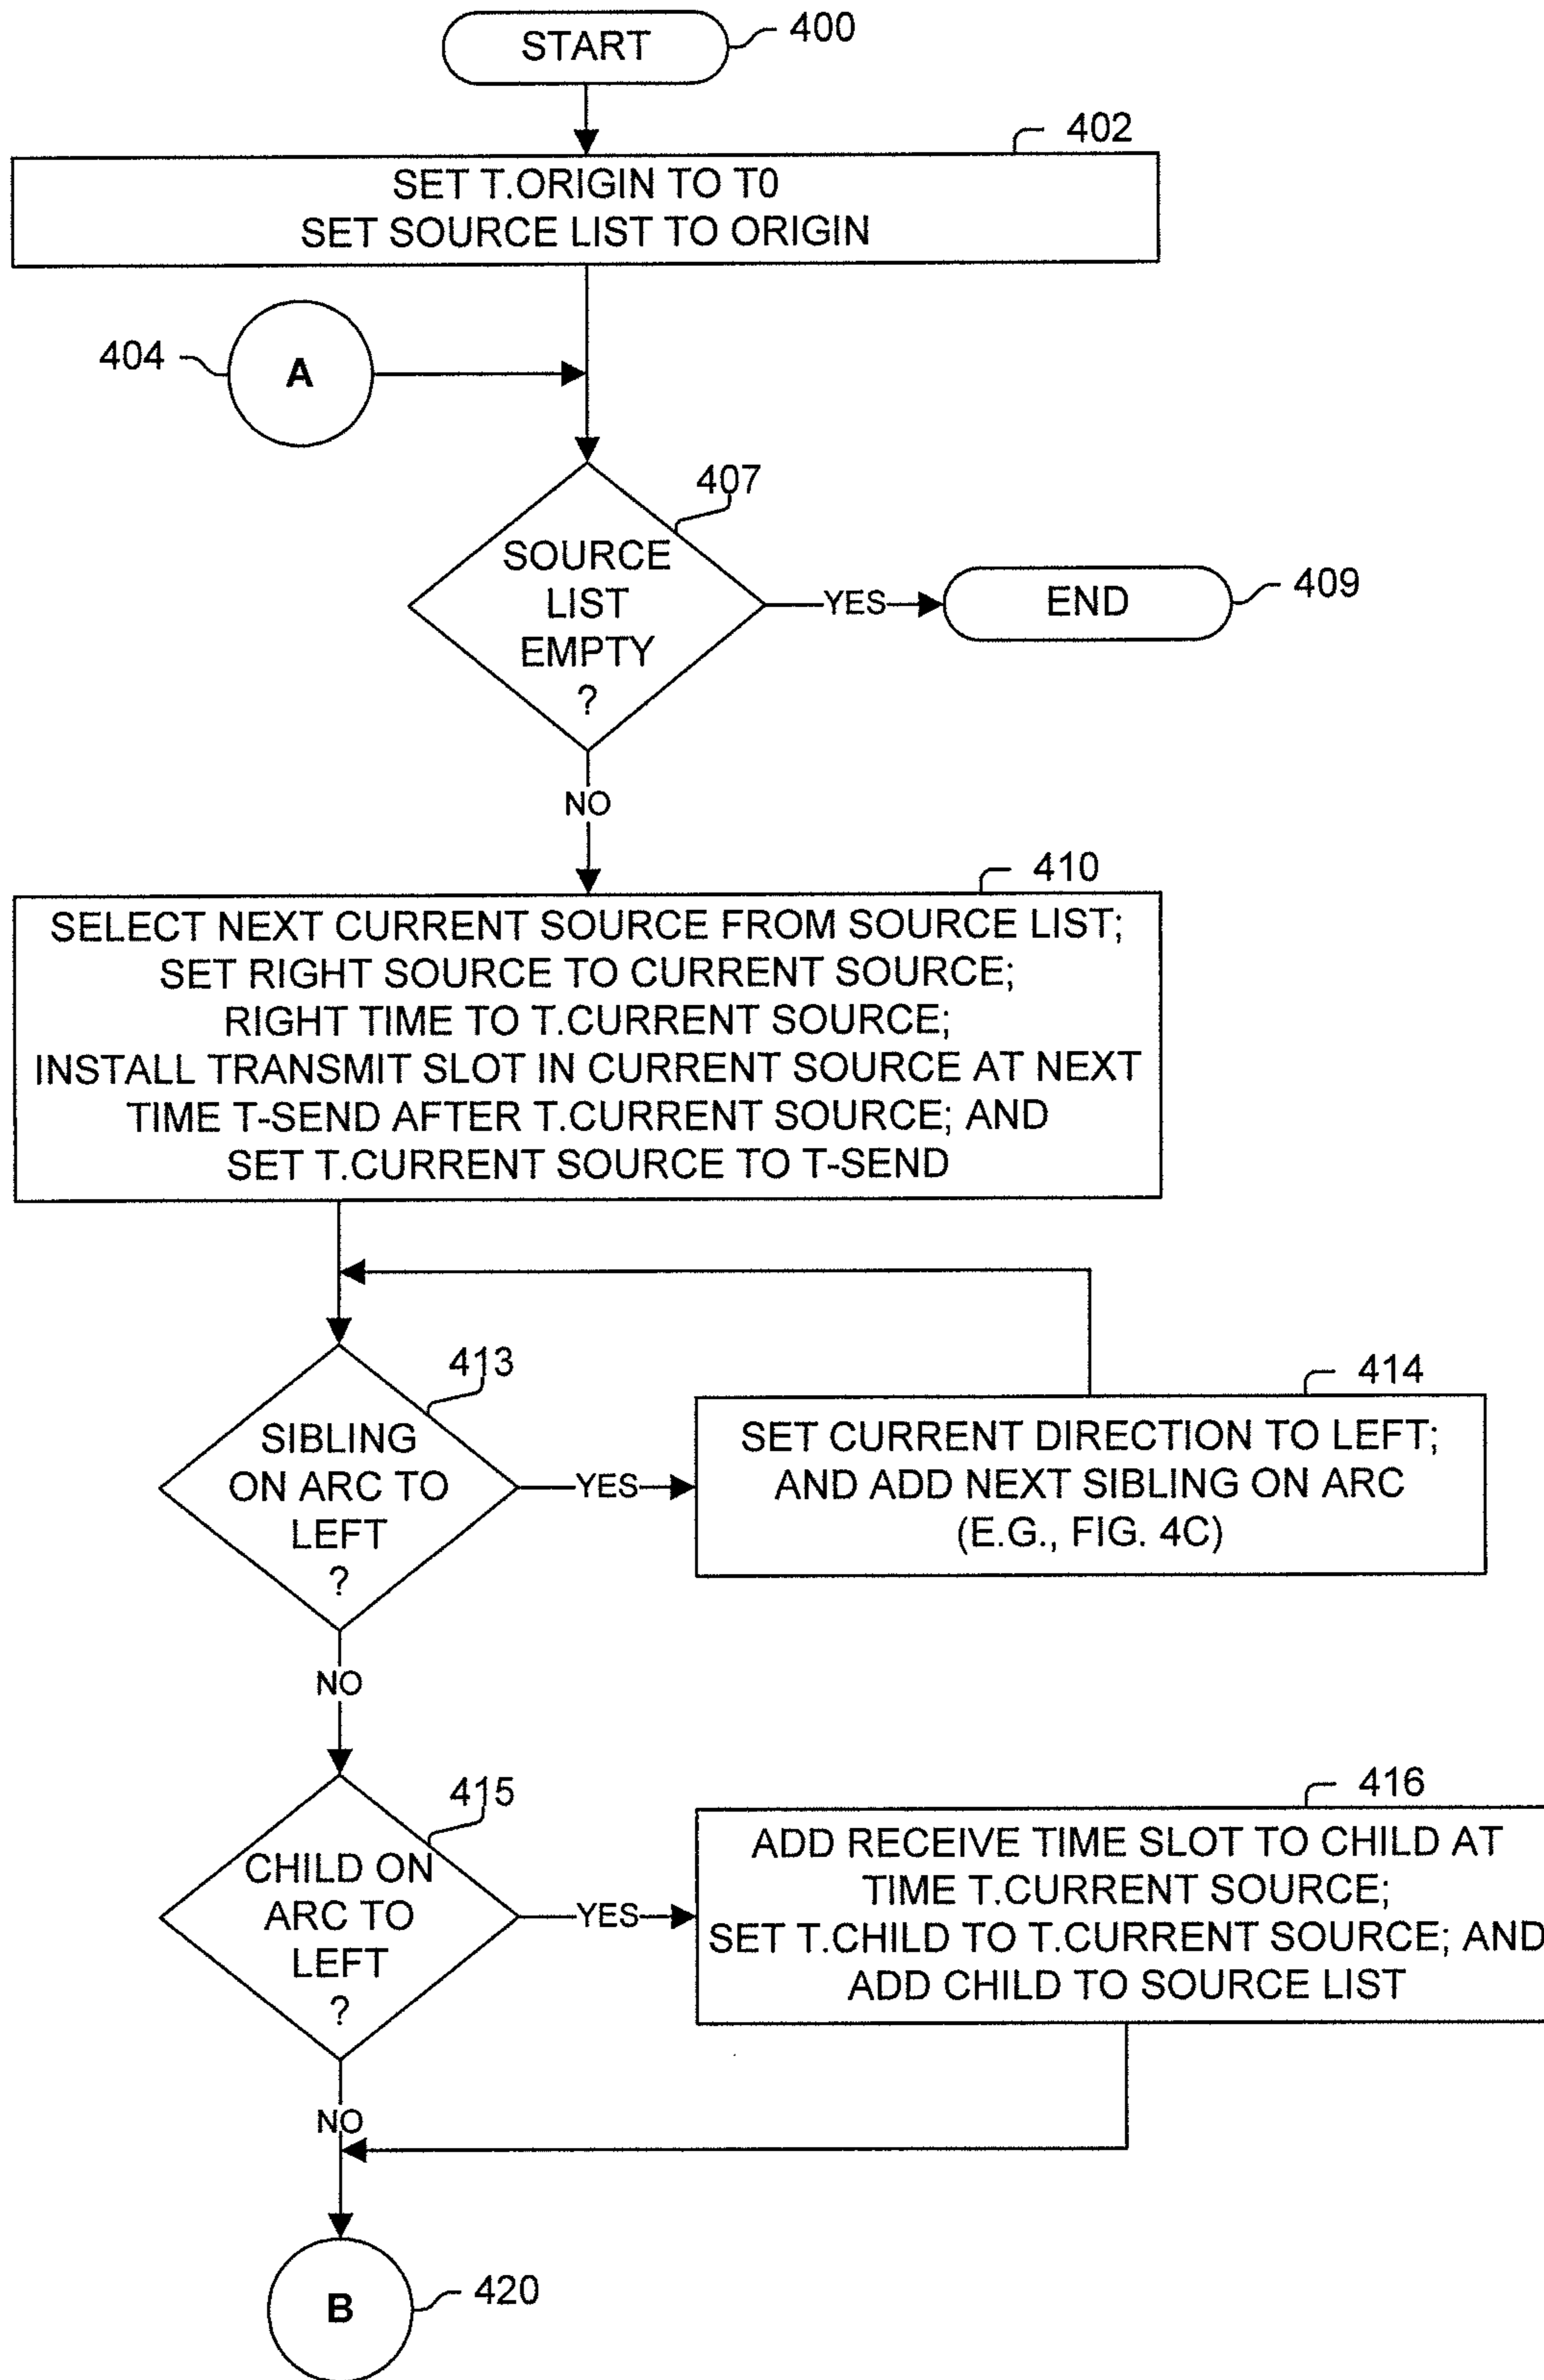 START
400
402
SET T.ORIGIN TO T0
SET SOURCE LIST TO ORIGIN
404
A
407
SOURCE
LIST
EMPTY
?
YES
END
409
NO
410
SELECT NEXT CURRENT SOURCE FROM SOURCE LIST;
SET RIGHT SOURCE TO CURRENT SOURCE;
RIGHT TIME TO T.CURRENT SOURCE;
INSTALL TRANSMIT SLOT IN CURRENT SOURCE AT NEXT
TIME T-SEND AFTER T.CURRENT SOURCE; AND
SET T.CURRENT SOURCE TO T-SEND
413
SIBLING
ON ARC TO
LEFT
?
YES
414
SET CURRENT DIRECTION TO LEFT;
AND ADD NEXT SIBLING ON ARC
(E.G., FIG. 4C)
NO
415
CHILD ON
ARC TO
LEFT
?
YES
416
ADD RECEIVE TIME SLOT TO CHILD AT
TIME T.CURRENT SOURCE;
SET T.CHILD TO T.CURRENT SOURCE; AND
ADD CHILD TO SOURCE LIST
NO
B
420